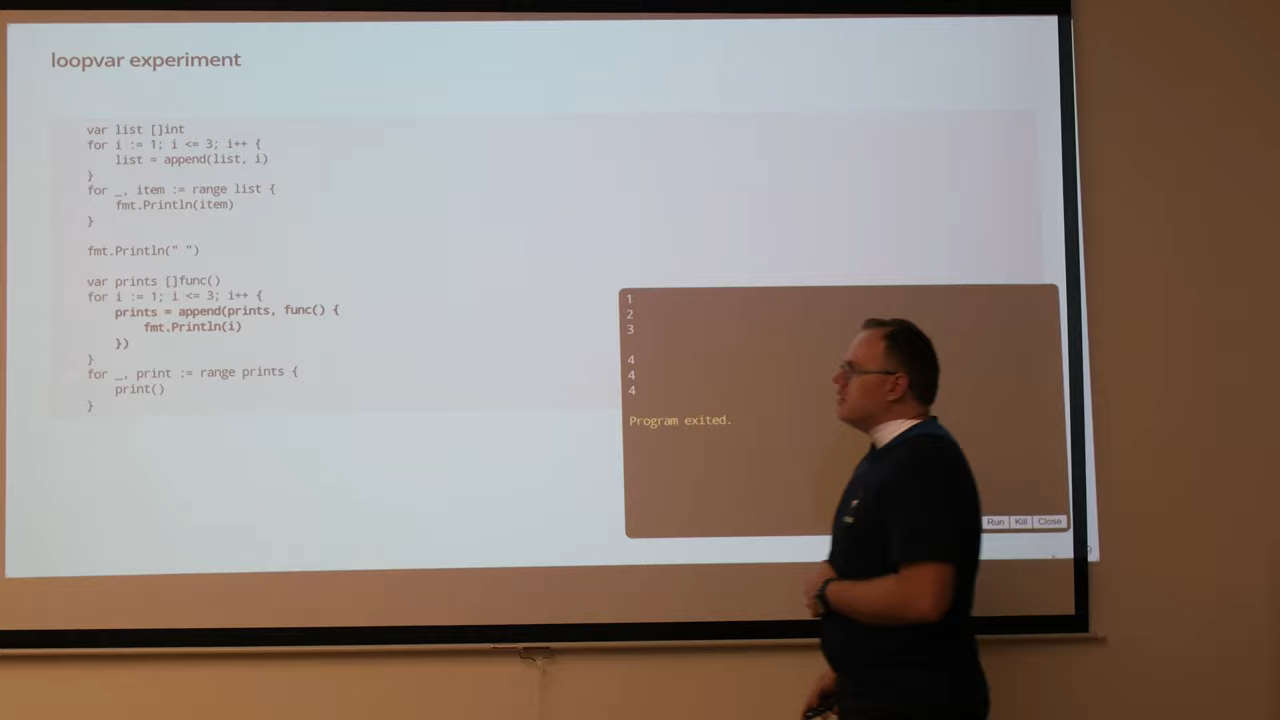 loopvar experiment
var list []int
for i := 1; i <= 3; i++ {
    list = append(list, i)
}
for _, item := range list {
    fmt.Println(item)
}
fmt.Println(" ")
var prints []func()
for i := 1; i <= 3; i++ {
    prints = append(prints, func() {
        fmt.Println(i)
    })
}
for _, print := range prints {
    print()
}
1
2
3
4
4
4
Program exited.
Run Kill Close